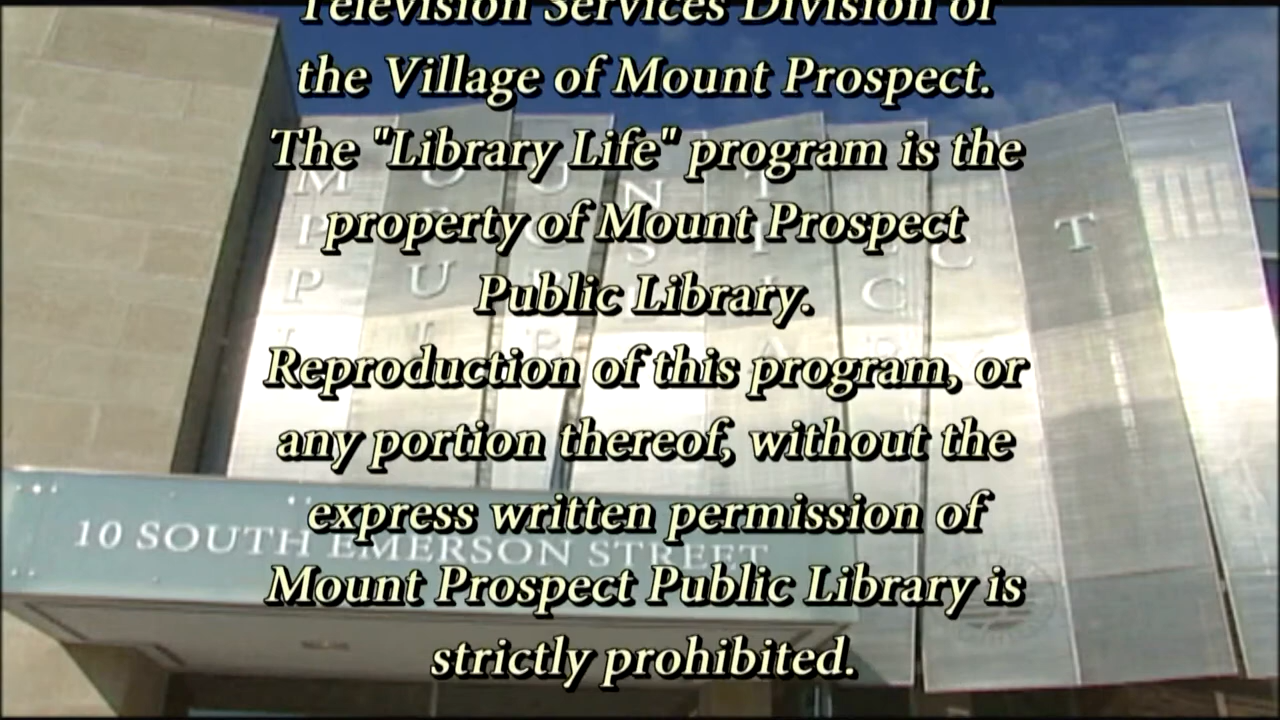 Television Services Division of
the Village of Mount Prospect.
The "Library Life" program is the
property of Mount Prospect
Public Library.
Reproduction of this program, or
any portion thereof, without the
express written permission of
Mount Prospect Public Library is
strictly prohibited.
10 SOUTH EMERSON STREET